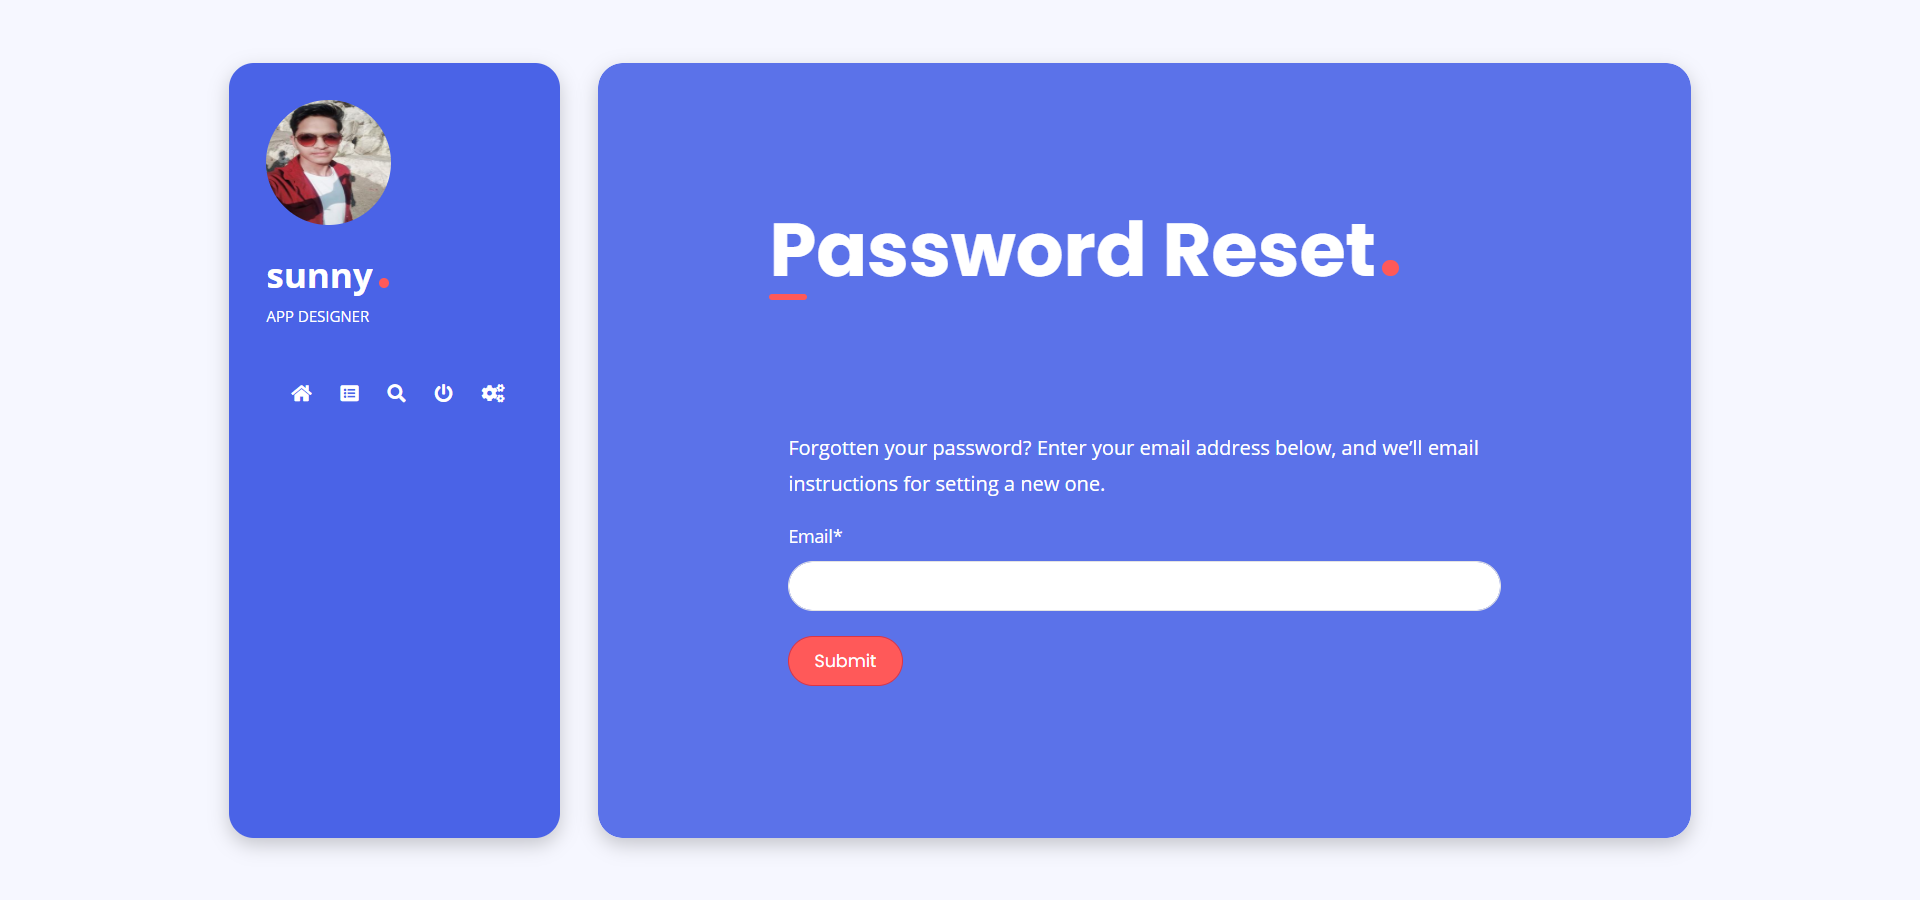 sunny.
APP DESIGNER
Password Reset.
Forgotten your password? Enter your email address below, and we’ll email
instructions for setting a new one.
Email*
Submit